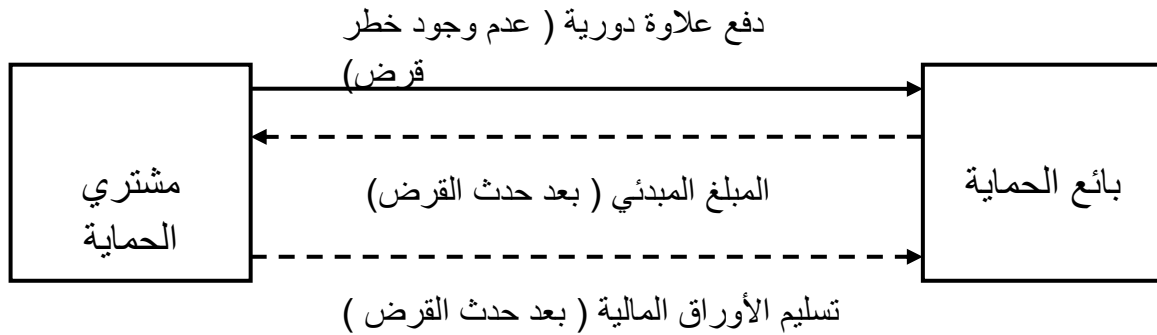 دفع علاوة دورية ( عدم وجود خطر
قرض)
مشتري
الحماية
بائع الحماية
المبلغ المبدئي ( بعد حدث القرض)
تسليم الأوراق المالية ( بعد حدث القرض )